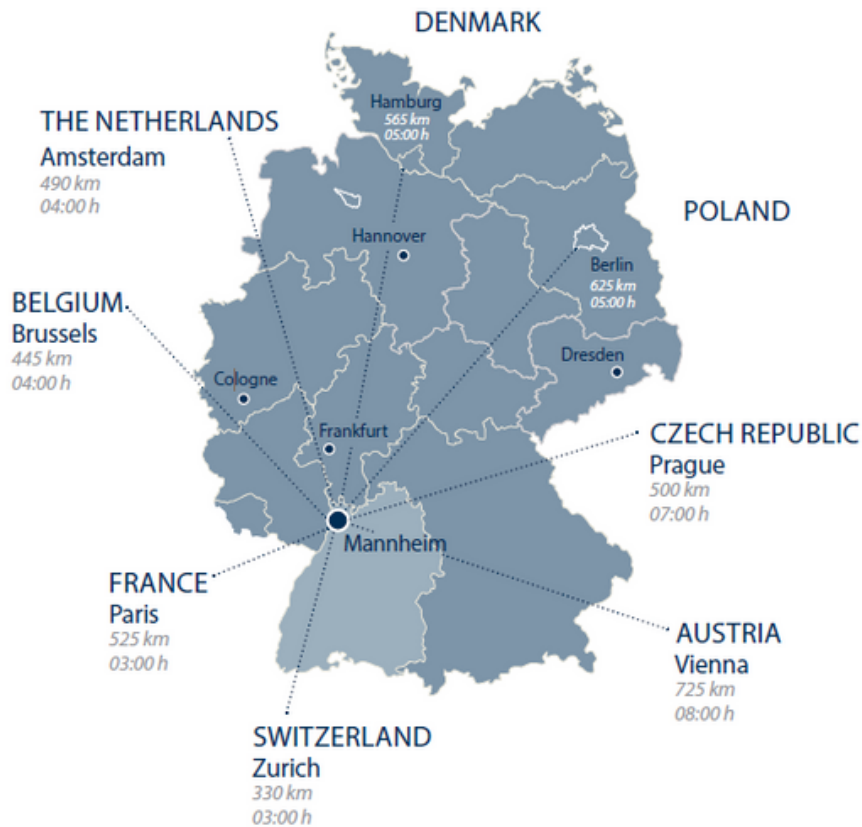 DENMARK
Hamburg
565 km
05:00 h
THE NETHERLANDS
Amsterdam
490 km
04:00 h
POLAND
Hannover
Berlin
625 km
05:00 h
BELGIUM
Brussels
445 km
04:00 h
Cologne
Dresden
Frankfurt
CZECH REPUBLIC
Prague
500 km
07:00 h
Mannheim
FRANCE
Paris
525 km
03:00 h
AUSTRIA
Vienna
725 km
08:00 h
SWITZERLAND
Zurich
330 km
03:00 h